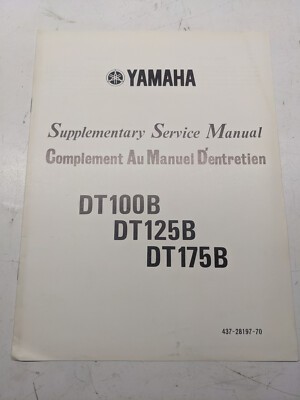 YAMAHA
Supplementary Service Manual
Complement Au Manuel D'entretien
DT100B
DT125B
DT175B
437-28197-70